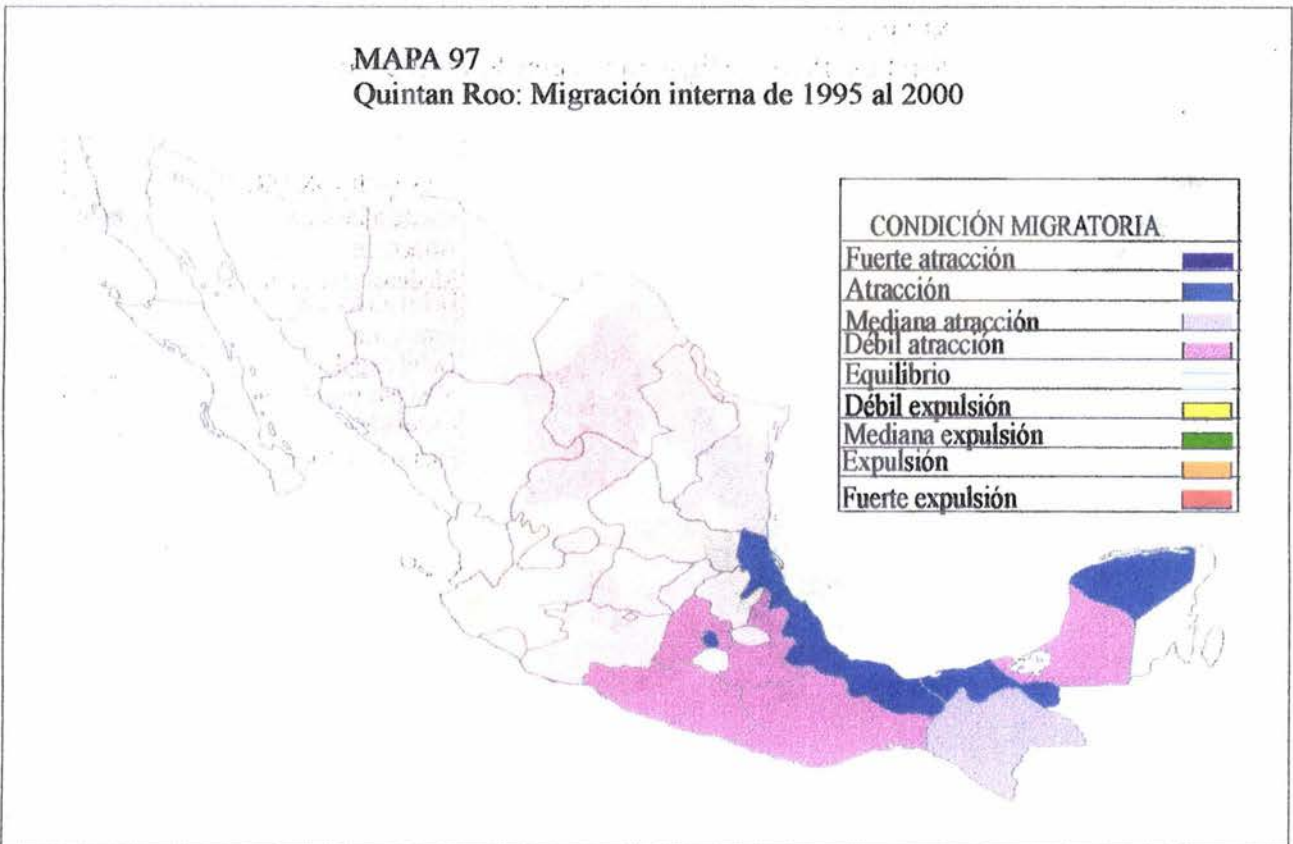 MAPA 97
Quintan Roo: Migración interna de 1995 al 2000
CONDICIÓN MIGRATORIA
Fuerte atracción
Atracción
Mediana atracción
Débil atracción
Equilibrio
Débil expulsión
Mediana expulsión
Expulsión
Fuerte expulsión